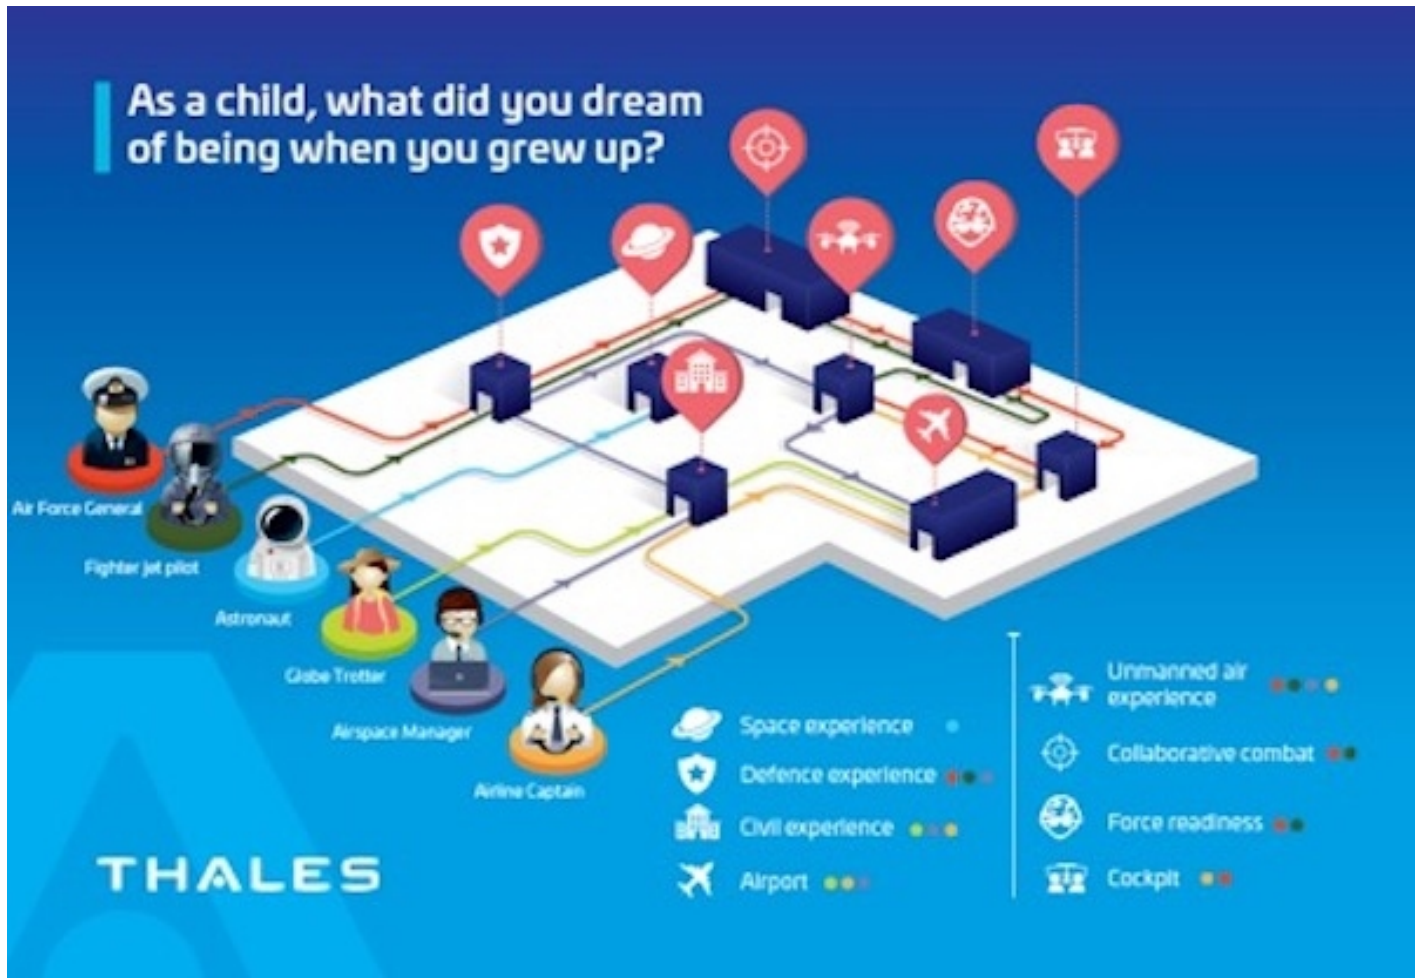 As a child, what did you dream
of being when you grew up?
Air Force General
Fighter jet pilot
Astronaut
Globe Trotter
Airspace Manager
Airline Captain
Space experience
Defence experience
Civil experience
Airport
Unmanned air
experience
Collaborative combat
Force readiness
Cockpit
THALES